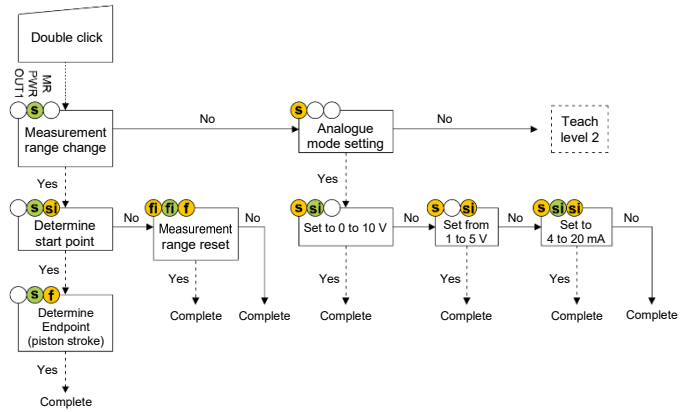 Double click
OUT1
PWR
MR
s
Measurement
range change
No
s
Analogue
mode setting
No
Teach
level 2
Yes
Yes
s si
Determine
start point
No
fi fi f
Measurement
range reset
No
s si
Set to 0 to 10 V
No
s si
Set from
1 to 5 V
No
s si si
Set to
4 to 20 mA
No
Yes
Yes
Yes
Yes
Yes
s f
Determine
Endpoint
(piston stroke)
Complete
Complete
Complete
Complete
Complete
Complete
Yes
Complete